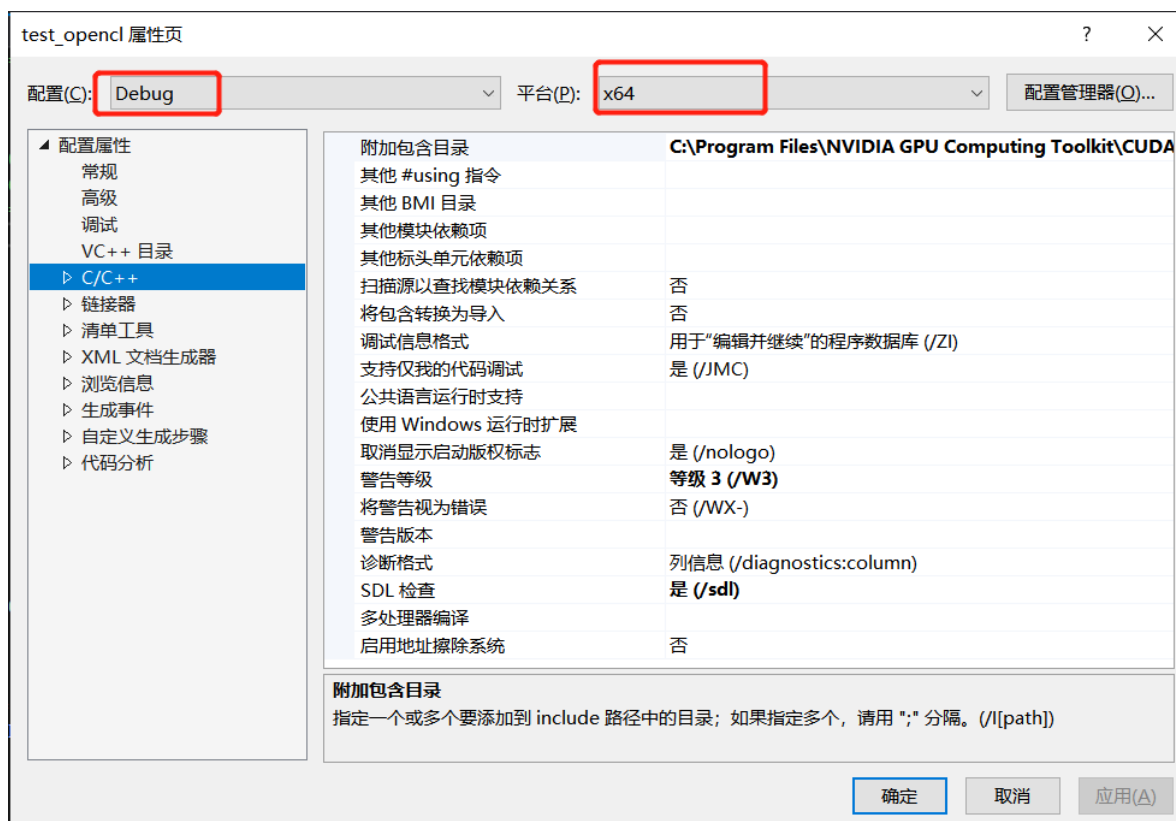 test_opencl 属性页
?
配置(C): Debug 平台(P): x64 配置管理器(O)...
配置属性
常规
高级
调试
VC++ 目录
C/C++
链接器
清单工具
XML 文档生成器
浏览信息
生成事件
自定义生成步骤
代码分析
附加包含目录 C:\Program Files\NVIDIA GPU Computing Toolkit\CUDA
其他 #using 指令
其他 BMI 目录
其他模块依赖项
其他标头单元依赖项
扫描源以查找模块依赖关系 否
将包含转换为导入 否
调试信息格式 用于“编辑并继续”的程序数据库 (/ZI)
支持仅我的代码调试 是 (/JMC)
公共语言运行时支持
使用 Windows 运行时扩展
取消显示启动版权标志 是 (/nologo)
警告等级 等级 3 (/W3)
将警告视为错误 否 (/WX-)
警告版本
诊断格式 列信息 (/diagnostics:column)
SDL 检查 是 (/sdl)
多处理器编译
启用地址擦除系统 否
附加包含目录
指定一个或多个要添加到 include 路径中的目录；如果指定多个，请用 ";" 分隔。(/I[path])
确定 取消 应用(A)